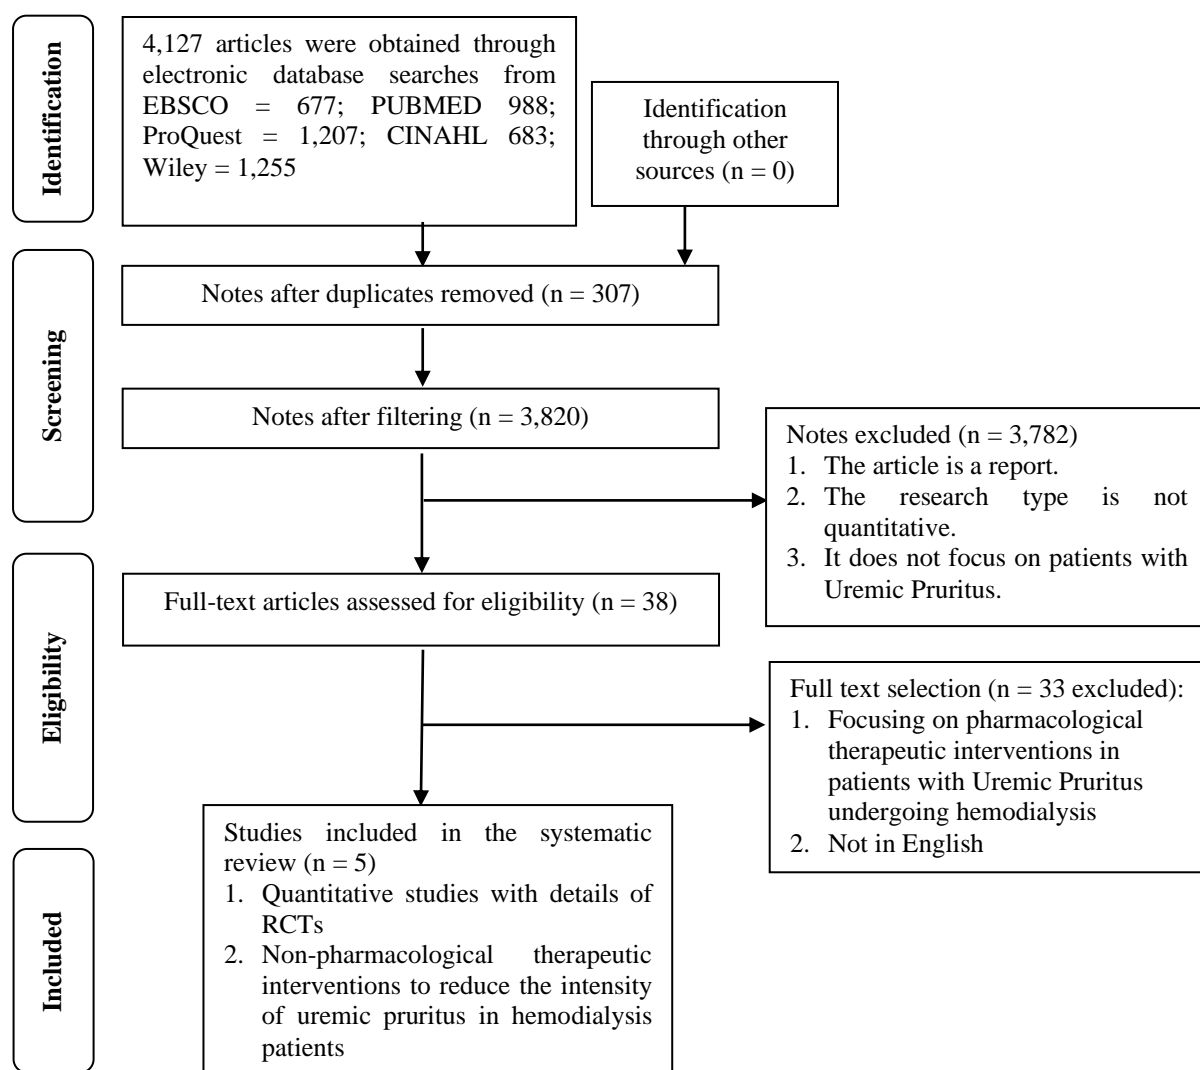 Identification
4,127 articles were obtained through
electronic database searches from
EBSCO = 677; PUBMED 988;
ProQuest = 1,207; CINAHL 683;
Wiley = 1,255
Identification
through other
sources (n = 0)
Screening
Notes after duplicates removed (n = 307)
Notes after filtering (n = 3,820)
Notes excluded (n = 3,782)
1. The article is a report.
2. The research type is not
quantitative.
3. It does not focus on patients with
Uremic Pruritus.
Eligibility
Full-text articles assessed for eligibility (n = 38)
Full text selection (n = 33 excluded):
1. Focusing on pharmacological
therapeutic interventions in
patients with Uremic Pruritus
undergoing hemodialysis
2. Not in English
Included
Studies included in the systematic
review (n = 5)
1. Quantitative studies with details of
RCTs
2. Non-pharmacological therapeutic
interventions to reduce the intensity
of uremic pruritus in hemodialysis
patients